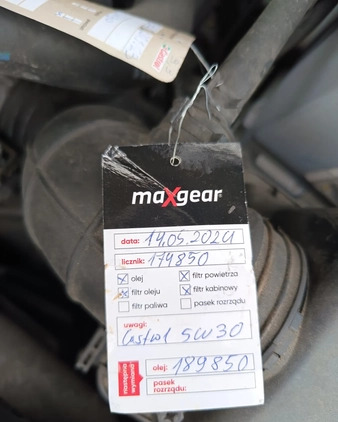 maxgear
data: 14.05.2024
licznik: 174850
olej
filtr powietrza
filtr oleju
filtr kabinowy
filtr paliwa
pasek rozrządu
uwagi:
Castrol 5W30
następna wymiana
olej: 189850
pasek rozrządu: